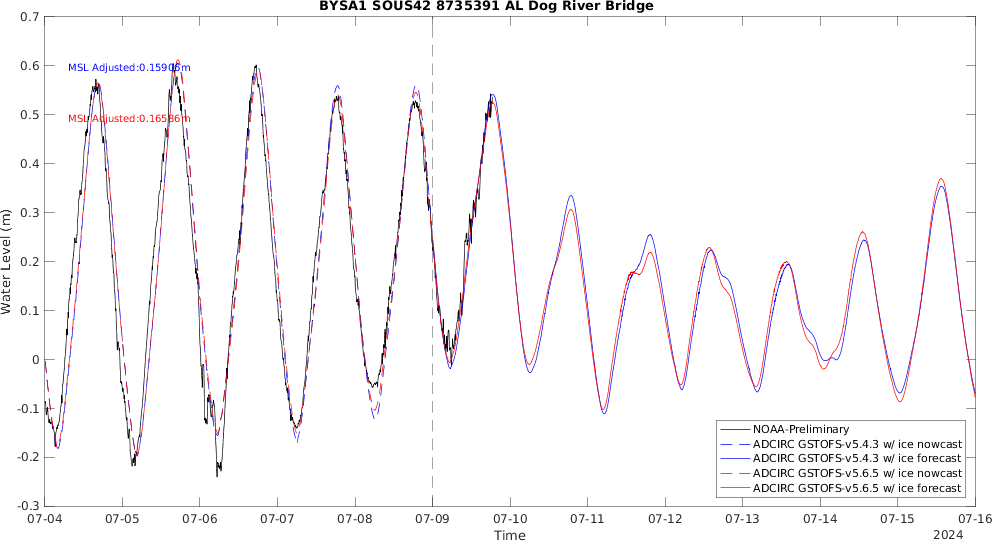 BYSA1 SOUS42 8735391 AL Dog River Bridge
0.7
0.6
0.5
0.4
0.3
0.2
0.1
0
-0.1
-0.2
-0.3
Water Level (m)
MSL Adjusted:0.15906m
MSL Adjusted:0.16586m
NOAA-Preliminary
ADCIRC GSTOFS-v5.4.3 w/ ice nowcast
ADCIRC GSTOFS-v5.4.3 w/ ice forecast
ADCIRC GSTOFS-v5.6.5 w/ ice nowcast
ADCIRC GSTOFS-v5.6.5 w/ ice forecast
07-04 07-05 07-06 07-07 07-08 07-09 07-10 07-11 07-12 07-13 07-14 07-15 07-16
Time
2024